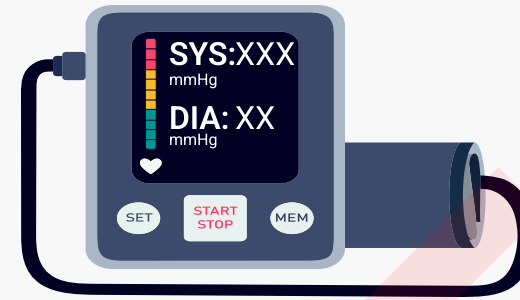 SYS:XXX
mmHg
DIA: XX
mmHg
SET
START
STOP
MEM